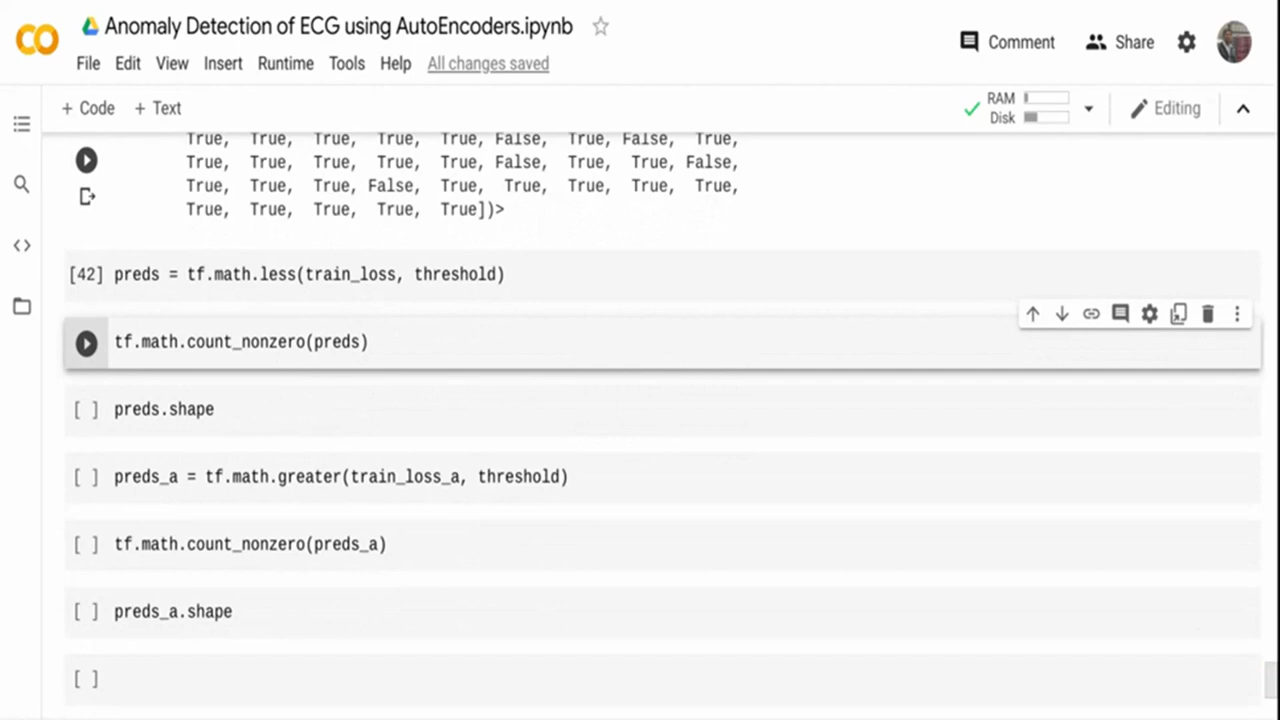 Anomaly Detection of ECG using AutoEncoders.ipynb
File Edit View Insert Runtime Tools Help All changes saved
Comment Share
+ Code + Text
RAM
Disk
Editing
True, True, True, True, True, False, True, False, True,
True, True, True, True, True, False, True, True, False,
True, True, True, False, True, True, True, True, True,
True, True, True, True, True])>
[42] preds = tf.math.less(train_loss, threshold)
tf.math.count_nonzero(preds)
[ ] preds.shape
[ ] preds_a = tf.math.greater(train_loss_a, threshold)
[ ] tf.math.count_nonzero(preds_a)
[ ] preds_a.shape
[ ]